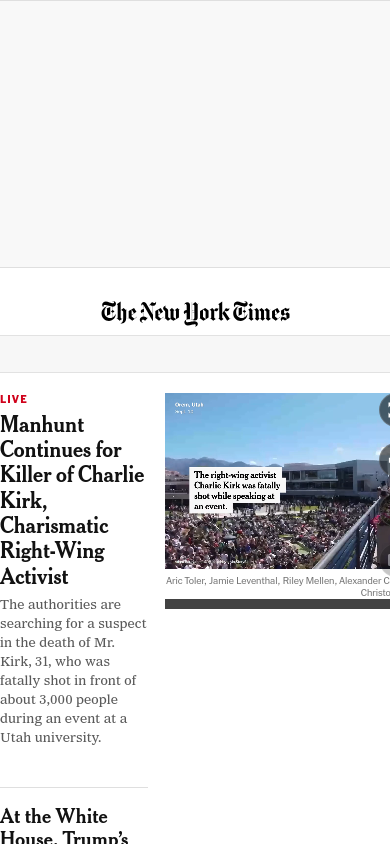 The New York Times
LIVE
Manhunt
Continues for
Killer of Charlie
Kirk,
Charismatic
Right-Wing
Activist
The authorities are
searching for a suspect
in the death of Mr.
Kirk, 31, who was
fatally shot in front of
about 3,000 people
during an event at a
Utah university.
Orem, Utah
The right-wing activist
Charlie Kirk was fatally
shot while speaking at
an event.
Aric Toler, Jamie Leventhal, Riley Mellen, Alexander C
Christo
At the White
House, Trump's